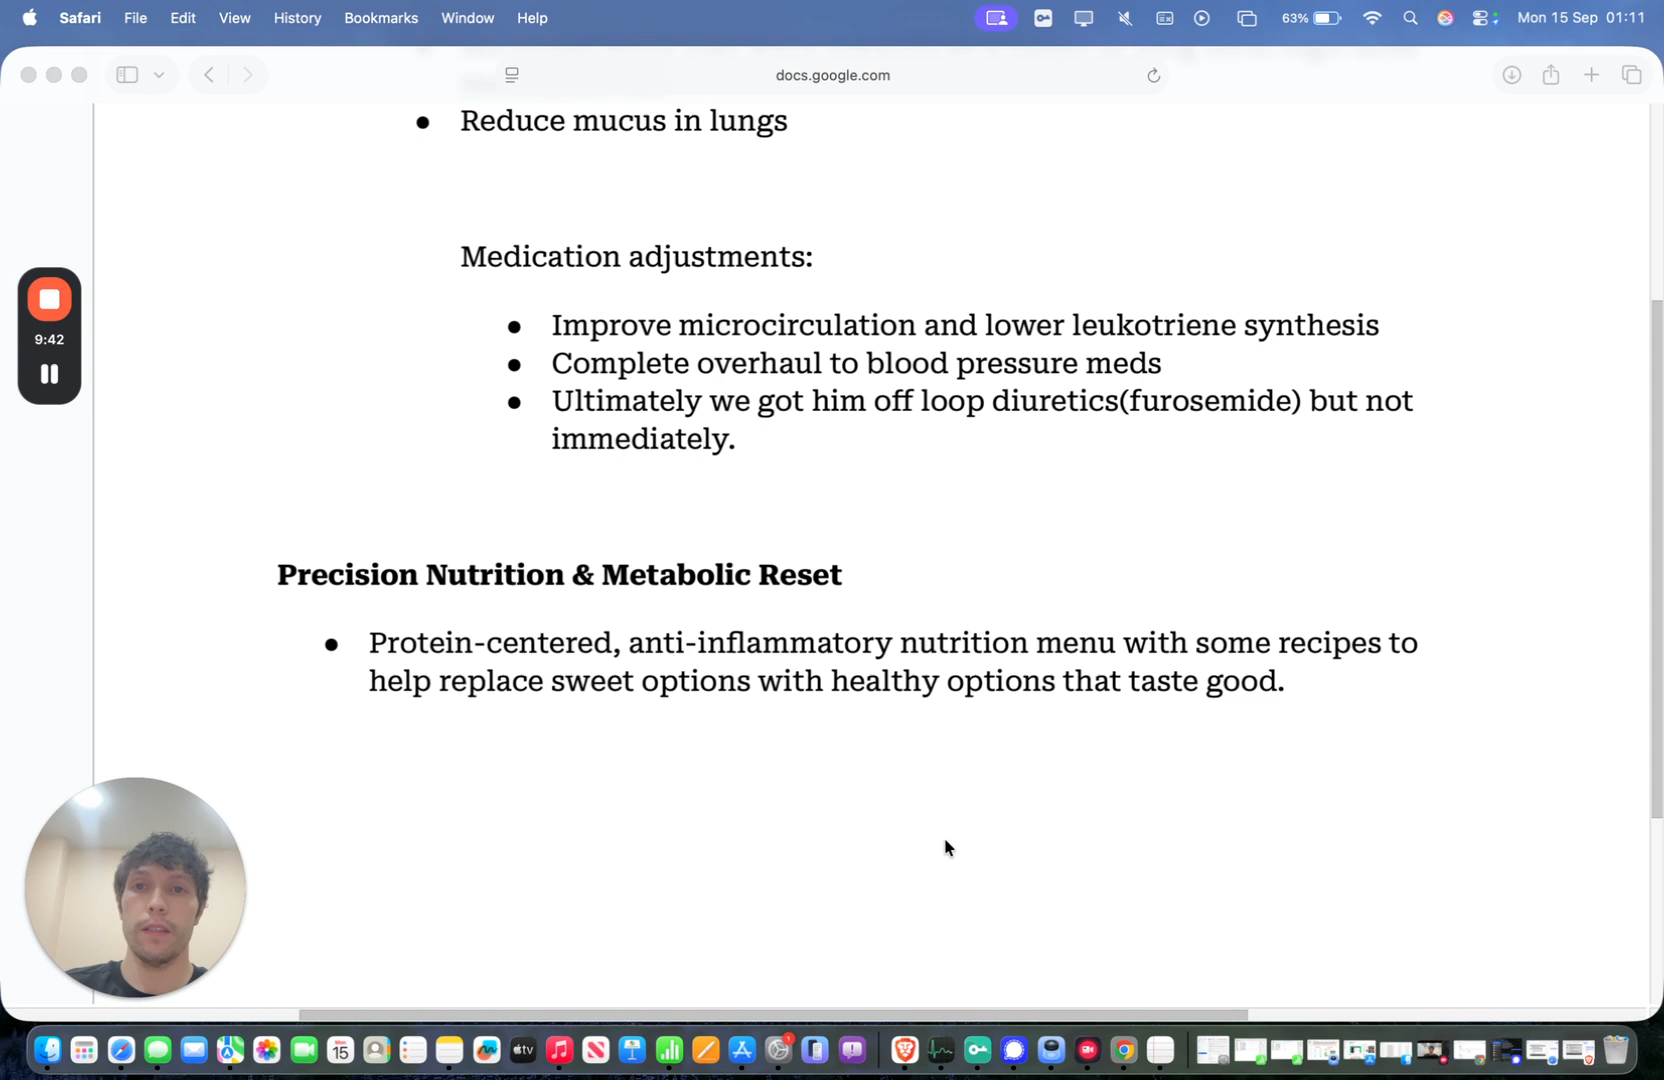 Safari File Edit View History Bookmarks Window Help 63% Mon 15 Sep 01:11
docs.google.com
● Reduce mucus in lungs
Medication adjustments:
● Improve microcirculation and lower leukotriene synthesis
● Complete overhaul to blood pressure meds
● Ultimately we got him off loop diuretics(furosemide) but not
immediately.
9:42
Precision Nutrition & Metabolic Reset
● Protein-centered, anti-inflammatory nutrition menu with some recipes to
help replace sweet options with healthy options that taste good.
15
tv
1